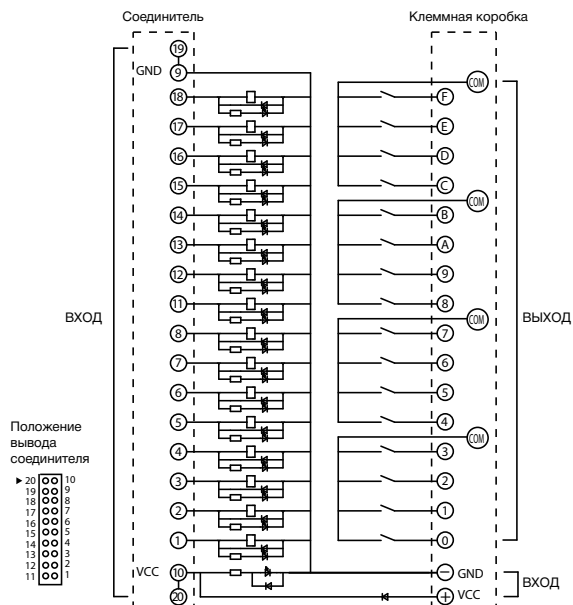 Соединитель
Клеммная коробка
19
GND 9
COM
18 F
17 E
16 D
15 C
COM
14 B
13 A
12 9
11 8
ВХОД
ВЫХОД
COM
8 7
7 6
6 5
5 4
COM
4 3
3 2
2 1
1 0
Положение
вывода
соединителя
20 10
19 9
18 8
17 7
16 6
15 5
14 4
13 3
12 2
11 1
VCC 10
20
− GND
+ VCC
ВХОД